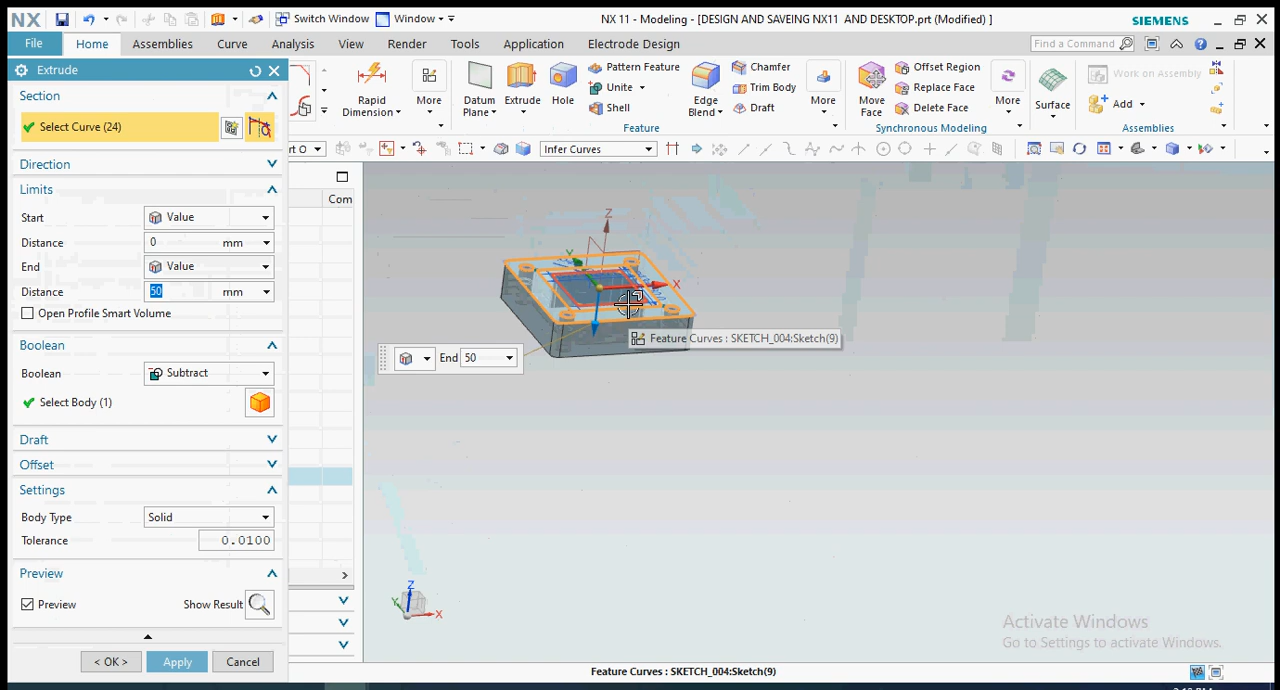 NX Switch Window Window NX 11 - Modeling - [DESIGN AND SAVEING NX11 AND DESKTOP.prt (Modified) ] SIEMENS
File Home Assemblies Curve Analysis View Render Tools Application Electrode Design Find a Command
Extrude
Rapid Dimension
More
Datum Plane
Extrude
Hole
Pattern Feature
Unite
Shell
Edge Blend
Chamfer
Trim Body
Draft
More
Move Face
Offset Region
Replace Face
Delete Face
More
Surface
Work on Assembly
Add
Feature Synchronous Modeling Assemblies
rt O Infer Curves
Com
Section
Select Curve (24)
Direction
Limits
Start Value
Distance 0 mm
End Value
Distance 50 mm
Open Profile Smart Volume
Boolean
Boolean Subtract
Select Body (1)
Draft
Offset
Settings
Body Type Solid
Tolerance 0.0100
Preview
Preview Show Result
< OK > Apply Cancel
Z
Y
X
Feature Curves : SKETCH_004:Sketch(9)
End 50
Z
Y
X
Activate Windows
Go to Settings to activate Windows.
Feature Curves : SKETCH_004:Sketch(9)